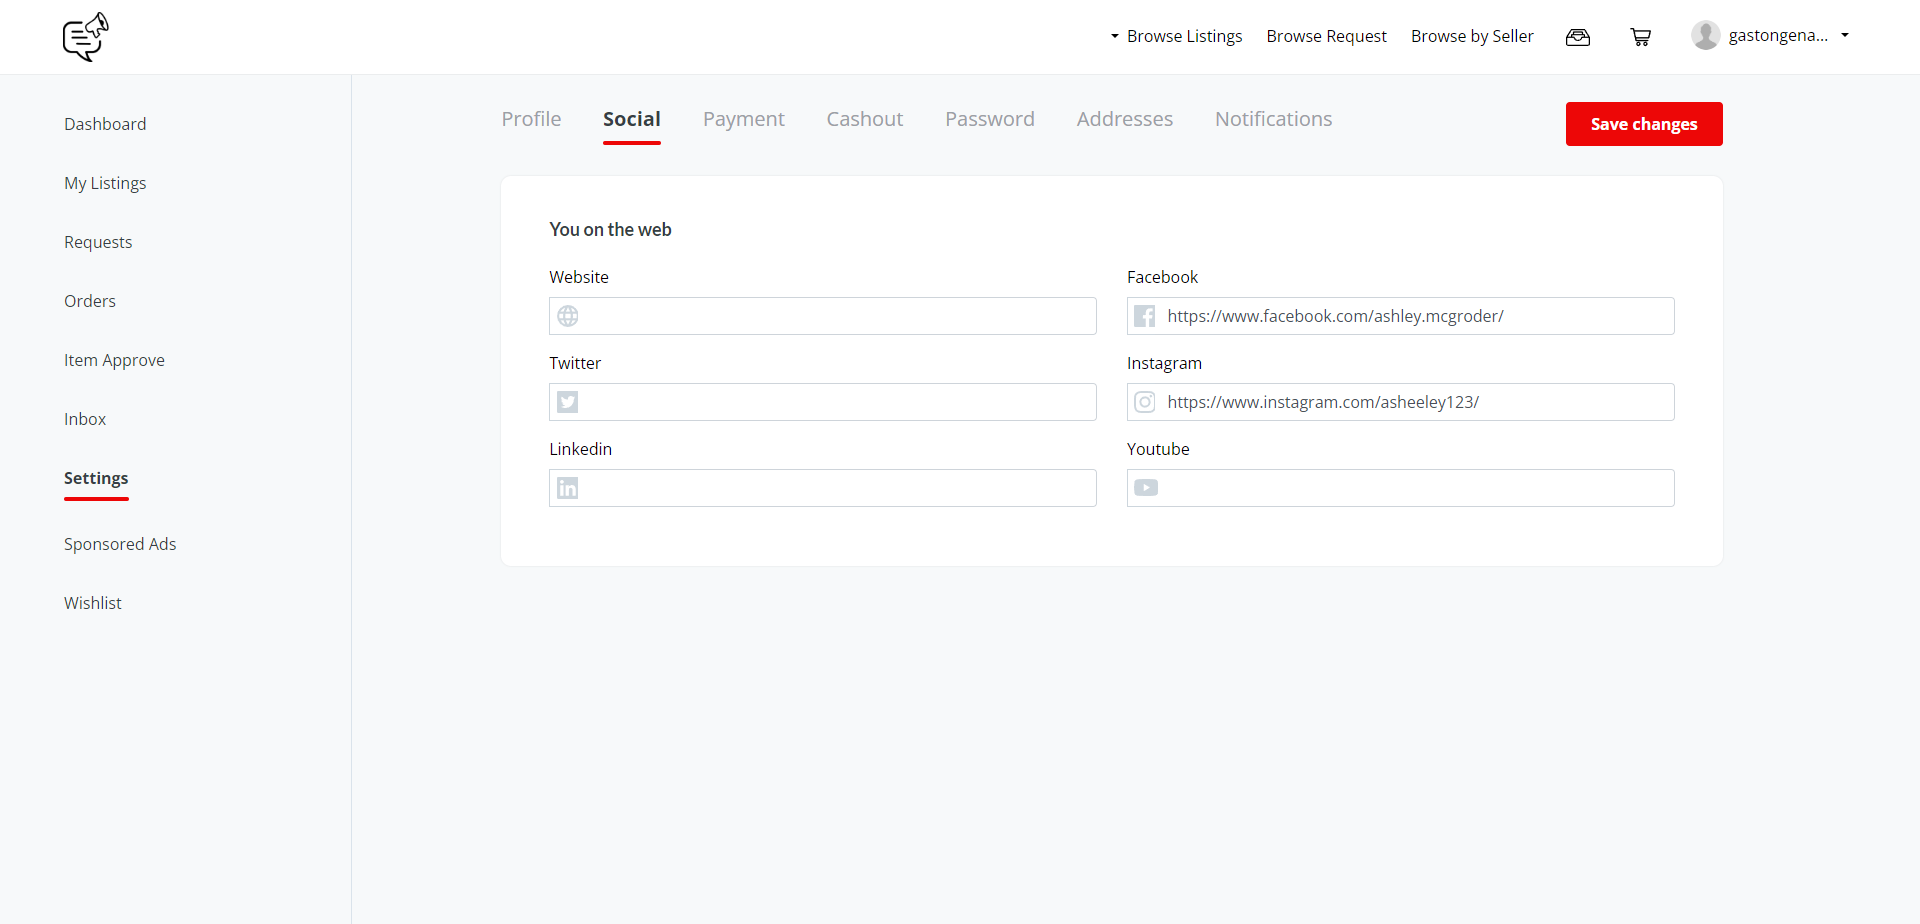 Browse Listings Browse Request Browse by Seller gastongena...
Dashboard
My Listings
Requests
Orders
Item Approve
Inbox
Settings
Sponsored Ads
Wishlist
Profile Social Payment Cashout Password Addresses Notifications
Save changes
You on the web
Website
Facebook
https://www.facebook.com/ashley.mcgroder/
Twitter
Instagram
https://www.instagram.com/asheeley123/
Linkedin
Youtube